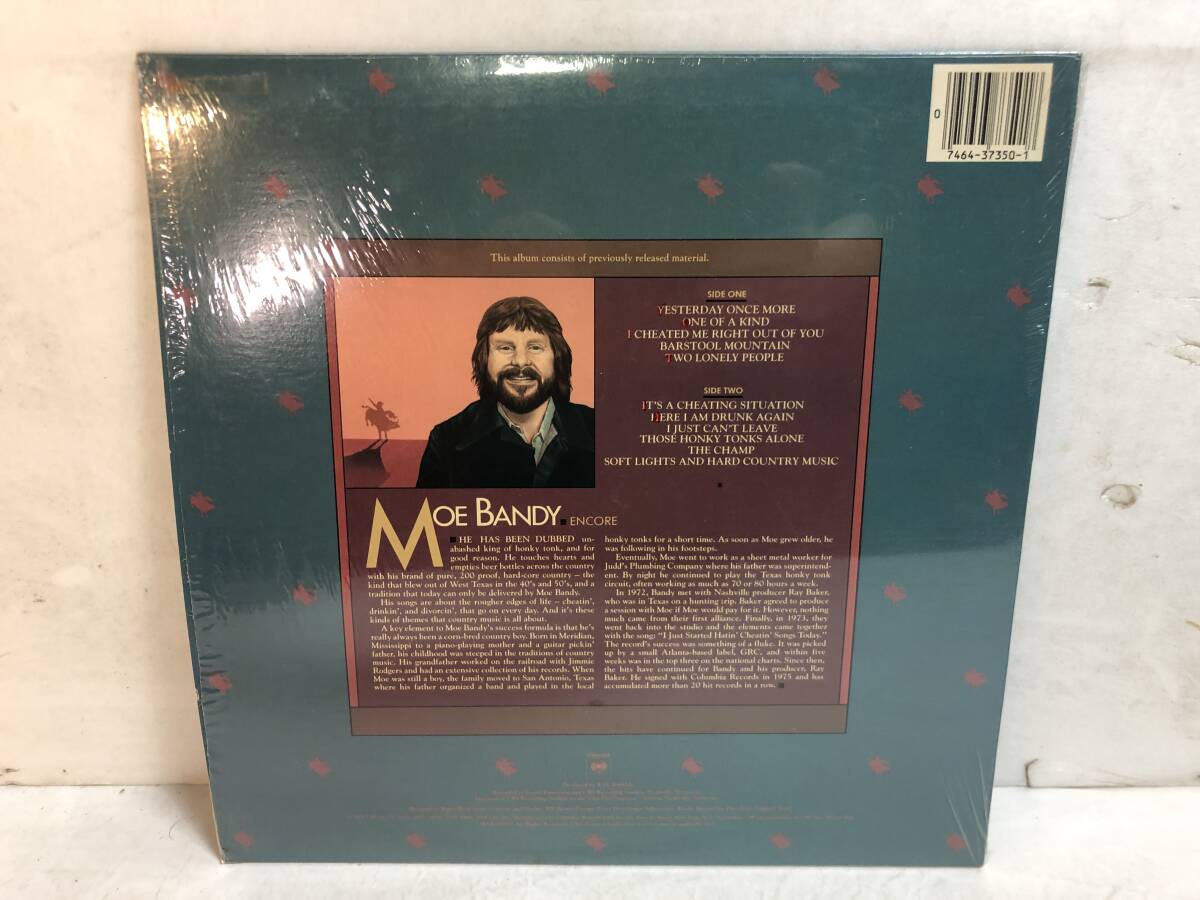 0
7464-37350-1
This album consists of previously released material.
SIDE ONE
YESTERDAY ONCE MORE
ONE OF A KIND
I CHEATED ME RIGHT OUT OF YOU
BARSTOOL MOUNTAIN
TWO LONELY PEOPLE
SIDE TWO
IT'S A CHEATING SITUATION
HERE I AM DRUNK AGAIN
I JUST CAN'T LEAVE
THOSE HONKY TONKS ALONE
THE CHAMP
SOFT LIGHTS AND HARD COUNTRY MUSIC
MOE BANDY ■ ENCORE
■ HE HAS BEEN DUBBED un-
abashed king of honky tonk, and for
good reason. He touches hearts and
empties beer bottles across the country
with his brand of pure, 200 proof, hard-core country – the
kind that blew out of West Texas in the 40's and 50's, and a
tradition that today can only be delivered by Moe Bandy.
His songs are about the rougher edges of life – cheatin',
drinkin', and divorcin', that go on every day. And it's these
kinds of themes that country music is all about.
A key element to Moe Bandy's success formula is that he's
really always been a corn-bred country boy. Born in Meridian,
Mississippi to a piano-playing mother and a guitar pickin'
father, his childhood was steeped in the traditions of country
music. His grandfather worked on the railroad with Jimmie
Rodgers and had an extensive collection of his records. When
Moe was still a boy, the family moved to San Antonio, Texas
where his father organized a band and played in the local
honky tonks for a short time. As soon as Moe grew older, he
was following in his footsteps.
Eventually, Moe went to work as a sheet metal worker for
Judd's Plumbing Company where his father was superintend-
ent. By night he continued to play the Texas honky tonk
circuit, often working as much as 70 or 80 hours a week.
In 1972, Bandy met with Nashville producer Ray Baker,
who was in Texas on a hunting trip. Baker agreed to produce
a session with Moe if Moe would pay for it. However, nothing
much came from their first alliance. Finally, in 1973, they
went back into the studio and the elements came together
with the song: "I Just Started Hatin' Cheatin' Songs Today."
The record's success was something of a fluke. It was picked
up by a small Atlanta-based label, GRC, and within five
weeks was in the top three on the national charts. Since then,
the hits have continued for Bandy and his producer, Ray
Baker. He signed with Columbia Records in 1975 and has
accumulated more than 20 hit records in a row. ■